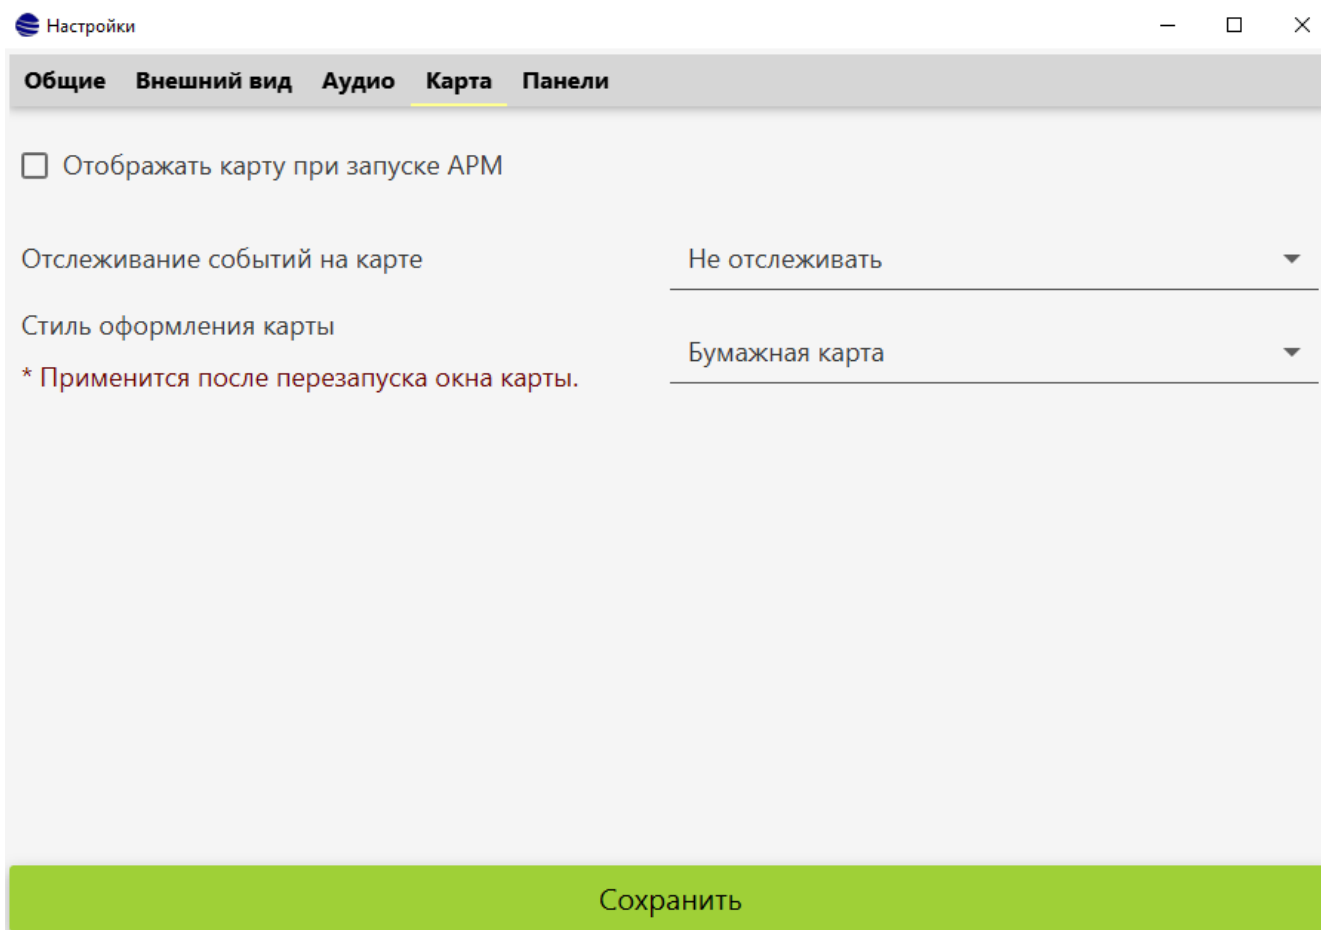 Настройки
Общие Внешний вид Аудио Карта Панели
Отображать карту при запуске АРМ
Отслеживание событий на карте Не отслеживать
Стиль оформления карты
Бумажная карта
* Применится после перезапуска окна карты.
Сохранить